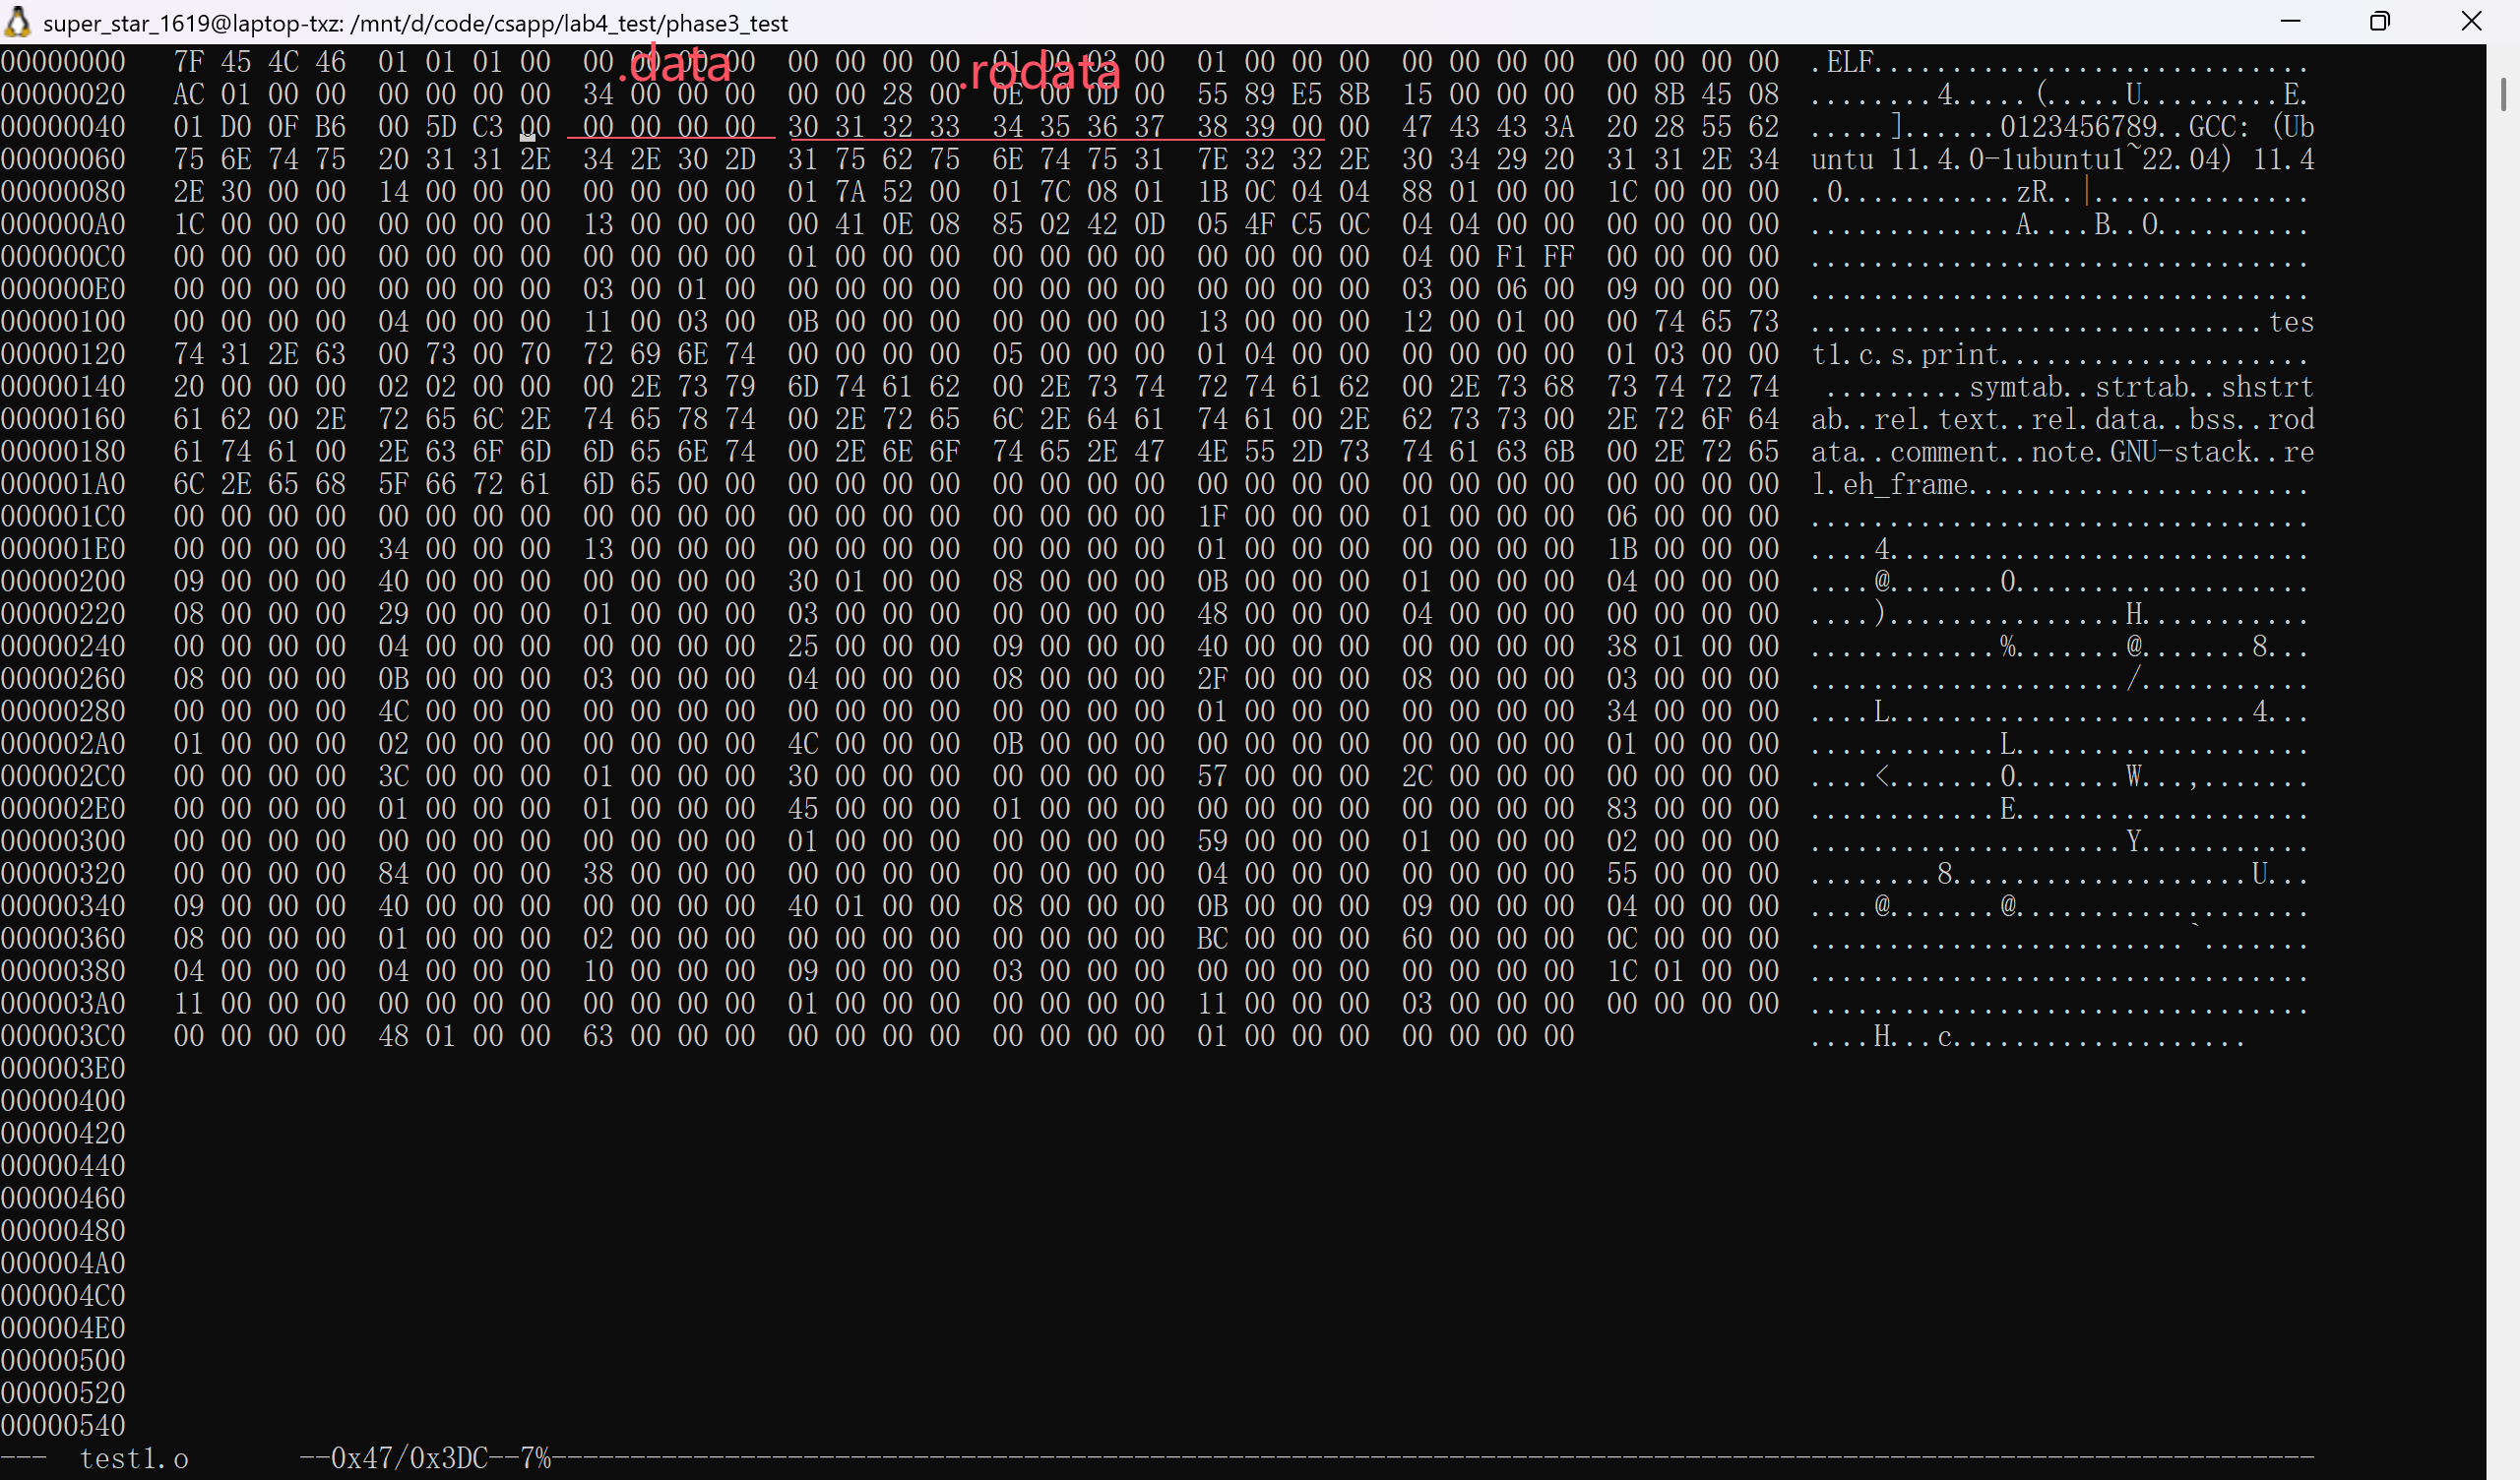 super_star_1619@laptop-txz: /mnt/d/code/csapp/lab4_test/phase3_test
.data
.rodata
00000000 7F 45 4C 46 01 01 01 00 00 00 00 00 00 00 00 00 01 00 03 00 01 00 00 00 00 00 00 00 00 00 00 00 .ELF............................
00000020 AC 01 00 00 00 00 00 00 34 00 00 00 00 00 28 00 0E 00 0D 00 55 89 E5 8B 15 00 00 00 00 8B 45 08 ........4.....(.....U.........E.
00000040 01 D0 0F B6 00 5D C3 00 00 00 00 00 30 31 32 33 34 35 36 37 38 39 00 00 47 43 43 3A 20 28 55 62 .....]......0123456789..GCC: (Ub
00000060 75 6E 74 75 20 31 31 2E 34 2E 30 2D 31 75 62 75 6E 74 75 31 7E 32 32 2E 30 34 29 20 31 31 2E 34 untu 11.4.0-1ubuntu1~22.04) 11.4
00000080 2E 30 00 00 14 00 00 00 00 00 00 00 01 7A 52 00 01 7C 08 01 1B 0C 04 04 88 01 00 00 1C 00 00 00 .0...........zR..|..............
000000A0 1C 00 00 00 00 00 00 00 13 00 00 00 00 41 0E 08 85 02 42 0D 05 4F C5 0C 04 04 00 00 00 00 00 00 .............A....B..O..........
000000C0 00 00 00 00 00 00 00 00 01 00 00 00 00 00 00 00 00 00 00 00 04 00 F1 FF 00 00 00 00 ................................
000000E0 00 00 00 00 00 00 00 00 03 00 01 00 00 00 00 00 00 00 00 00 00 00 00 00 03 00 06 00 09 00 00 00 ................................
00000100 00 00 00 00 04 00 00 00 11 00 03 00 0B 00 00 00 00 00 00 00 13 00 00 00 12 00 01 00 00 74 65 73 .............................tes
00000120 74 31 2E 63 00 73 00 70 72 69 6E 74 00 00 00 00 05 00 00 00 01 04 00 00 00 00 00 00 01 03 00 00 t1.c.s.print....................
00000140 20 00 00 00 02 02 00 00 00 2E 73 79 6D 74 61 62 00 2E 73 74 72 74 61 62 00 2E 73 68 73 74 72 74 .........symtab..strtab..shstrt
00000160 61 62 00 2E 72 65 6C 2E 74 65 78 74 00 2E 72 65 6C 2E 64 61 74 61 00 2E 62 73 73 00 2E 72 6F 64 ab..rel.text..rel.data..bss..rod
00000180 61 74 61 00 2E 63 6F 6D 6D 65 6E 74 00 2E 6E 6F 74 65 2E 47 4E 55 2D 73 74 61 63 6B 00 2E 72 65 ata..comment..note.GNU-stack..re
000001A0 6C 2E 65 68 5F 66 72 61 6D 65 00 00 00 00 00 00 00 00 00 00 00 00 00 00 00 00 00 00 00 00 00 00 l.eh_frame......................
000001C0 00 00 00 00 00 00 00 00 00 00 00 00 00 00 00 00 00 00 00 00 1F 00 00 00 01 00 00 00 06 00 00 00 ................................
000001E0 00 00 00 00 34 00 00 00 13 00 00 00 00 00 00 00 00 00 00 00 01 00 00 00 00 00 00 00 1B 00 00 00 ....4...........................
00000200 09 00 00 00 40 00 00 00 00 00 00 00 30 01 00 00 08 00 00 00 0B 00 00 00 01 00 00 00 04 00 00 00 ....@.......0...................
00000220 08 00 00 00 29 00 00 00 01 00 00 00 03 00 00 00 00 00 00 00 48 00 00 00 04 00 00 00 00 00 00 00 ....)...............H...........
00000240 00 00 00 00 04 00 00 00 00 00 00 00 25 00 00 00 09 00 00 00 40 00 00 00 00 00 00 00 38 01 00 00 ............%.......@.......8...
00000260 08 00 00 00 0B 00 00 00 03 00 00 00 04 00 00 00 08 00 00 00 2F 00 00 00 08 00 00 00 03 00 00 00 ..................../...........
00000280 00 00 00 00 4C 00 00 00 00 00 00 00 00 00 00 00 00 00 00 00 01 00 00 00 00 00 00 00 34 00 00 00 ....L.......................4...
000002A0 01 00 00 00 02 00 00 00 00 00 00 00 4C 00 00 00 0B 00 00 00 00 00 00 00 00 00 00 00 01 00 00 00 ............L...................
000002C0 00 00 00 00 3C 00 00 00 01 00 00 00 30 00 00 00 00 00 00 00 57 00 00 00 2C 00 00 00 00 00 00 00 ....<.......0.......W...,.......
000002E0 00 00 00 00 01 00 00 00 01 00 00 00 45 00 00 00 01 00 00 00 00 00 00 00 00 00 00 00 83 00 00 00 ............E...................
00000300 00 00 00 00 00 00 00 00 00 00 00 00 01 00 00 00 00 00 00 00 59 00 00 00 01 00 00 00 02 00 00 00 ....................Y...........
00000320 00 00 00 00 84 00 00 00 38 00 00 00 00 00 00 00 00 00 00 00 04 00 00 00 00 00 00 00 55 00 00 00 ........8...................U...
00000340 09 00 00 00 40 00 00 00 00 00 00 00 40 01 00 00 08 00 00 00 0B 00 00 00 09 00 00 00 04 00 00 00 ....@.......@...................
00000360 08 00 00 00 01 00 00 00 02 00 00 00 00 00 00 00 00 00 00 00 BC 00 00 00 60 00 00 00 0C 00 00 00 ........................`.......
00000380 04 00 00 00 04 00 00 00 10 00 00 00 09 00 00 00 03 00 00 00 00 00 00 00 00 00 00 00 1C 01 00 00 ................................
000003A0 11 00 00 00 00 00 00 00 00 00 00 00 01 00 00 00 00 00 00 00 11 00 00 00 03 00 00 00 00 00 00 00 ................................
000003C0 00 00 00 00 48 01 00 00 63 00 00 00 00 00 00 00 00 00 00 00 01 00 00 00 00 00 00 00 ....H...c...................
000003E0
00000400
00000420
00000440
00000460
00000480
000004A0
000004C0
000004E0
00000500
00000520
00000540
--- test1.o --0x47/0x3DC--7%-----------------------------------------------------------------------------------